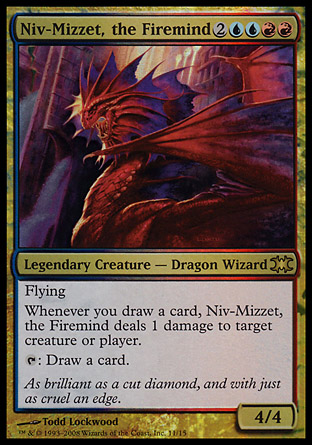 Niv-Mizzet, the Firemind 2
Legendary Creature — Dragon Wizard
Flying
Whenever you draw a card, Niv-Mizzet,
the Firemind deals 1 damage to target
creature or player.
: Draw a card.
As brilliant as a cut diamond, and with just
as cruel an edge.
Todd Lockwood
4/4
™ & © 1993–2008 Wizards of the Coast, Inc. 11/15